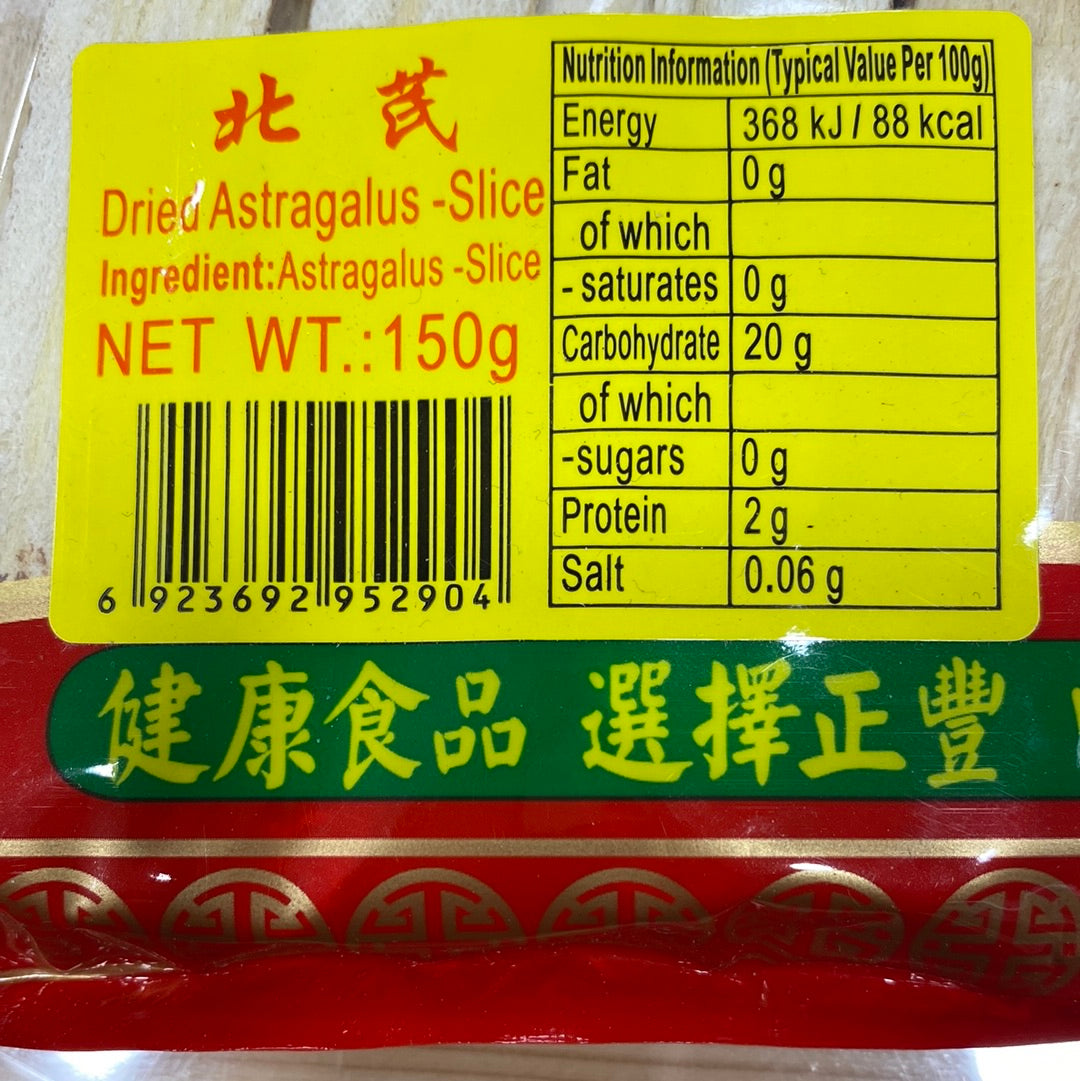 北 芪
Dried Astragalus -Slice
Ingredient:Astragalus -Slice
NET WT.:150g
6 923692 952904
Nutrition Information (Typical Value Per 100g)
Energy 368 kJ / 88 kcal
Fat 0 g
of which
- saturates 0 g
Carbohydrate 20 g
of which
-sugars 0 g
Protein 2 g
Salt 0.06 g
健康食品 選擇正豐